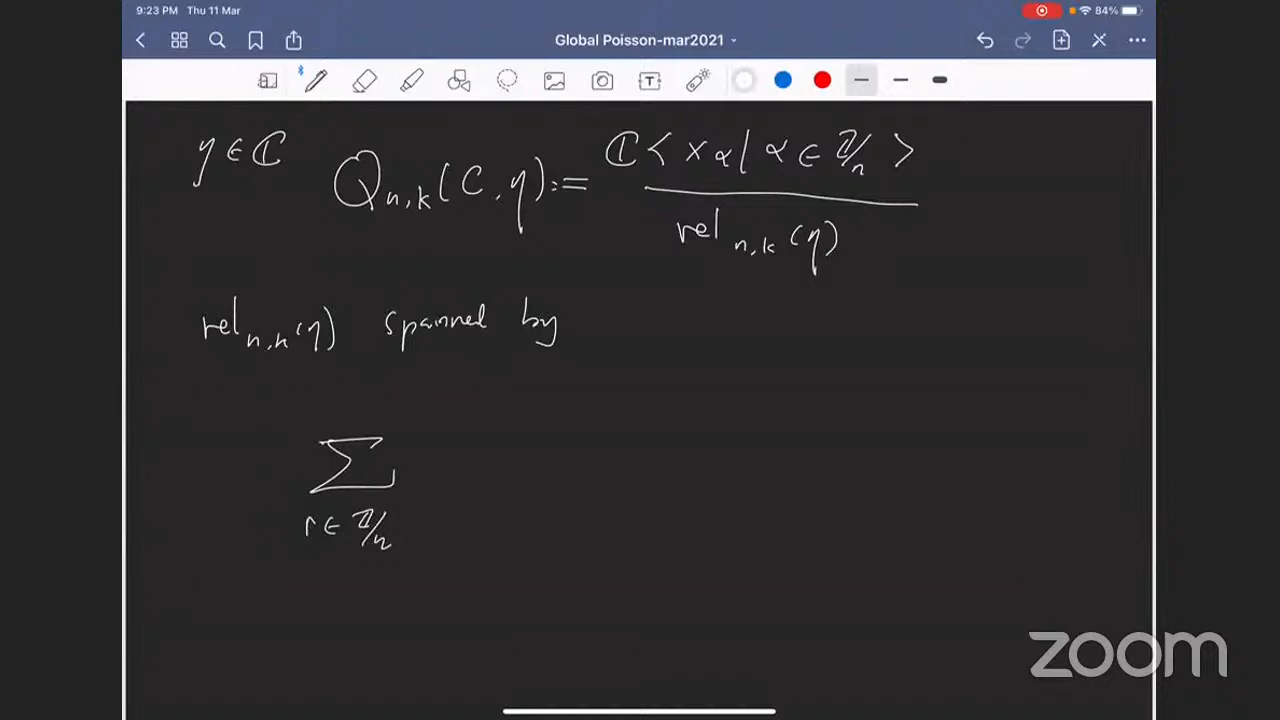 9:23 PM Thu 11 Mar
84%
Global Poisson-mar2021
η ∈ ℂ
Q_{n,k}(C, η) := ℂ< x_α | α ∈ ℤ/n >
rel_{n,k}(η)
rel_{n,k}(η) spanned by
∑
r ∈ ℤ/n
zoom